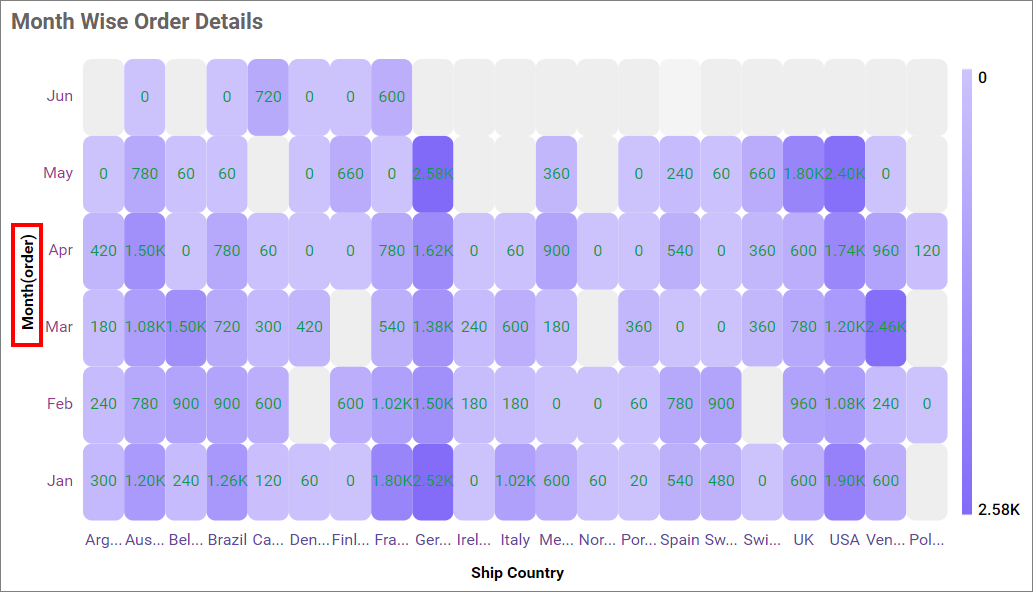 Month Wise Order Details
0
Jun 0 0 720 0 0 600
May 0 780 60 60 0 660 0 2.58K 360 0 240 60 660 1.80K 2.40K 0
Month(order)
Apr 420 1.50K 0 780 60 0 0 780 1.62K 0 60 900 0 0 540 0 360 600 1.74K 960 120
Mar 180 1.08K 1.50K 720 300 420 540 1.38K 240 600 180 360 0 0 360 780 1.20K 2.46K
Feb 240 780 900 900 600 600 1.02K 1.50K 180 180 0 0 60 780 900 960 1.08K 240 0
Jan 300 1.20K 240 1.26K 120 60 0 1.80K 2.52K 0 1.02K 600 60 20 540 480 0 600 1.90K 600
2.58K
Arg... Aus... Bel... Brazil Ca... Den... Finl... Fra... Ger... Irel... Italy Me... Nor... Por... Spain Sw... Swi... UK USA Ven... Pol...
Ship Country